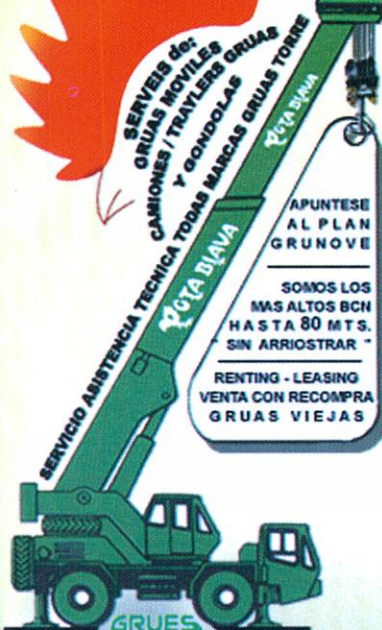 SERVEIS de:
GRUAS MOVILES
CAMIONES / TRAYLERS GRUAS
Y GONDOLAS
SERVICIO ASISTENCIA TECNICA TODAS MARCAS GRUAS TORRE
POTA BLAVA
POTA BLAVA
APUNTESE
AL PLAN
GRUNOVE
SOMOS LOS
MAS ALTOS BCN
HASTA 80 MTS.
" SIN ARRIOSTRAR "
RENTING - LEASING
VENTA CON RECOMPRA
GRUAS VIEJAS
GRUES